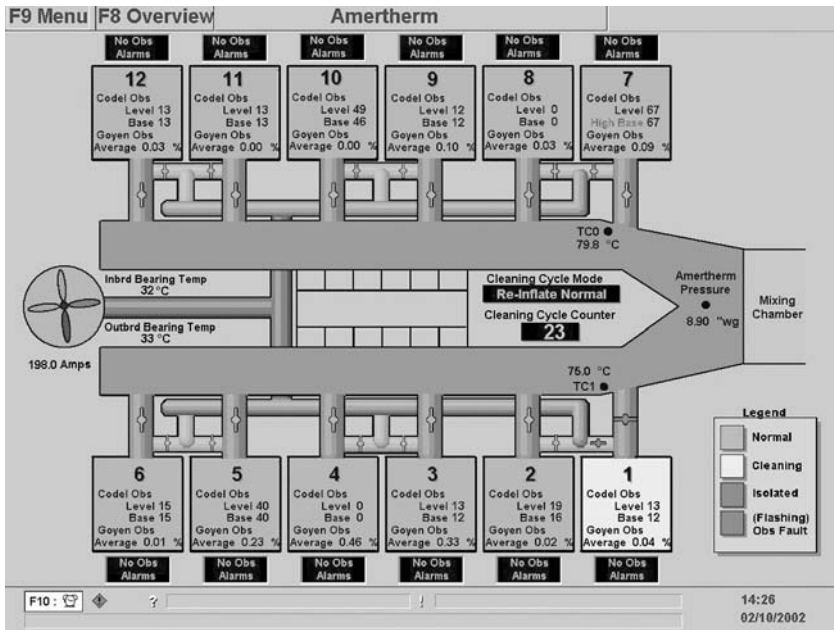 F9 Menu F8 Overview Amertherm
No Obs Alarms No Obs Alarms No Obs Alarms No Obs Alarms No Obs Alarms No Obs Alarms
12
Codel Obs
Level 13
Base 13
Goyen Obs
Average 0.03 %
11
Codel Obs
Level 13
Base 13
Goyen Obs
Average 0.00 %
10
Codel Obs
Level 49
Base 46
Goyen Obs
Average 0.00 %
9
Codel Obs
Level 12
Base 12
Goyen Obs
Average 0.10 %
8
Codel Obs
Level 0
Base 0
Goyen Obs
Average 0.03 %
7
Codel Obs
Level 67
High Base 67
Goyen Obs
Average 0.09 %
TC0
79.8 °C
Inbrd Bearing Temp
32 °C
Outbrd Bearing Temp
33 °C
198.0 Amps
Cleaning Cycle Mode
Re-Inflate Normal
Cleaning Cycle Counter
23
Amertherm
Pressure
8.90 "wg
Mixing
Chamber
75.0 °C
TC1
6
Codel Obs
Level 15
Base 15
Goyen Obs
Average 0.01 %
5
Codel Obs
Level 40
Base 40
Goyen Obs
Average 0.23 %
4
Codel Obs
Level 0
Base 0
Goyen Obs
Average 0.46 %
3
Codel Obs
Level 13
Base 12
Goyen Obs
Average 0.33 %
2
Codel Obs
Level 19
Base 16
Goyen Obs
Average 0.02 %
1
Codel Obs
Level 13
Base 12
Goyen Obs
Average 0.04 %
No Obs Alarms No Obs Alarms No Obs Alarms No Obs Alarms No Obs Alarms No Obs Alarms
Legend
Normal
Cleaning
Isolated
(Flashing)
Obs Fault
F10 : ? !
14:26
02/10/2002